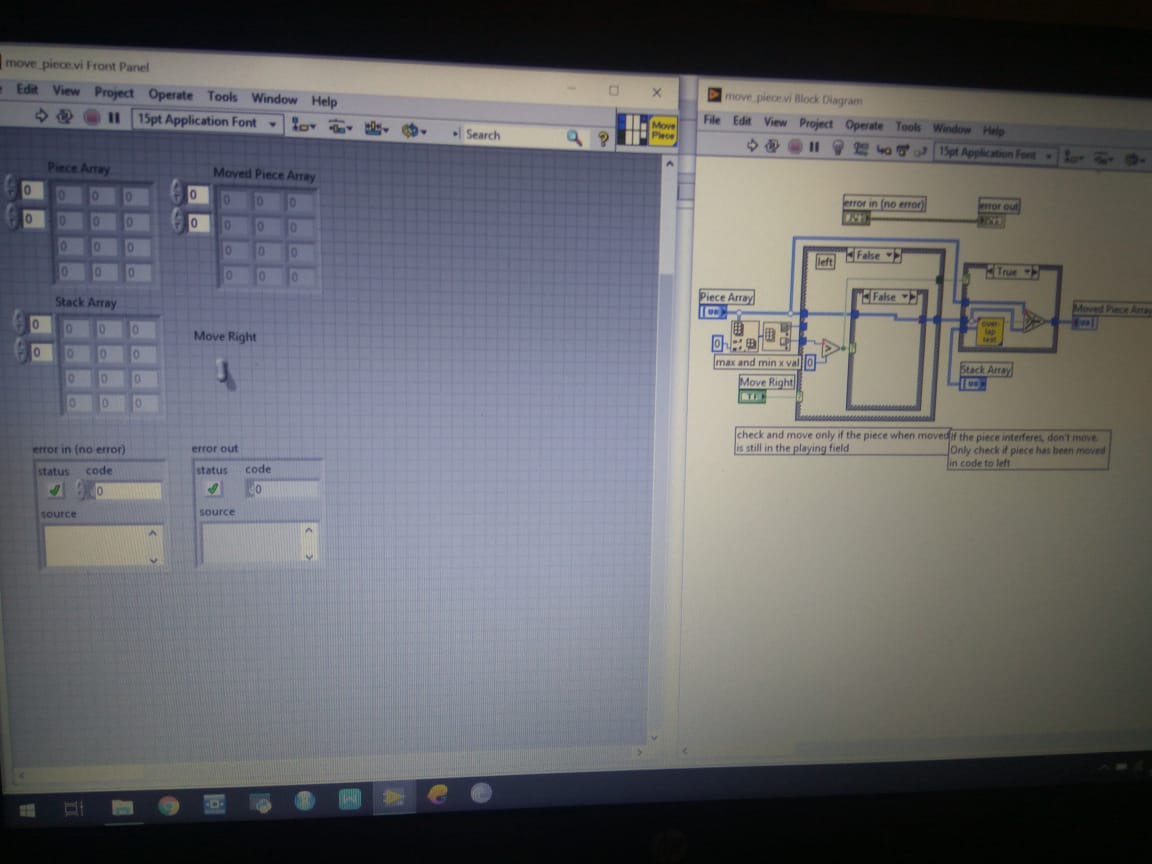 move_piece.vi Front Panel
Edit View Project Operate Tools Window Help
15pt Application Font
Search
?
Move
Piece
Piece Array
Moved Piece Array
0
0 0 0
0
0 0 0
0 0 0
0 0 0
0
0 0 0
0
0 0 0
0 0 0
0 0 0
Stack Array
0
0 0 0
0
0 0 0
0 0 0
0 0 0
Move Right
error in (no error)
status code
0
source
error out
status code
0
source
move_piece.vi Block Diagram
File Edit View Project Operate Tools Window Help
15pt Application Font
error in (no error)
error out
left
False
True
Piece Array
False
Moved Piece Array
over-
lap
test
0
max and min x val
0
Stack Array
Move Right
TF
check and move only if the piece when moved
is still in the playing field
if the piece interferes, don't move.
Only check if piece has been moved
in code to left